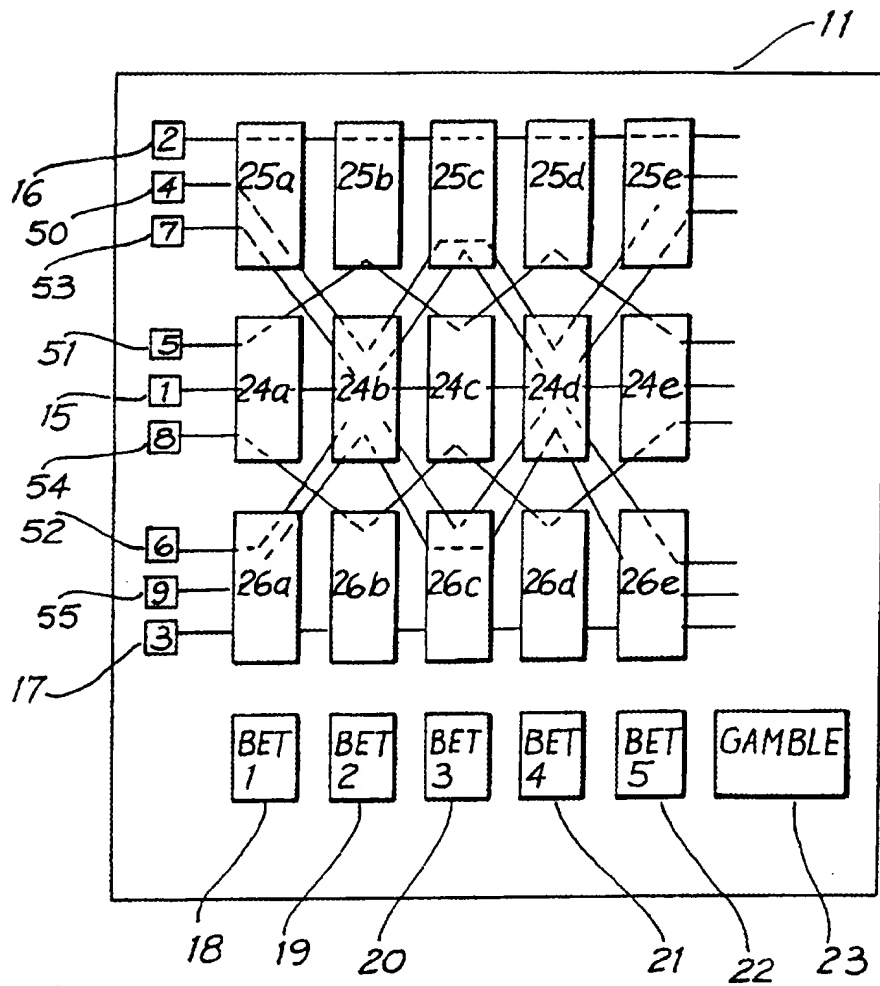 11
2
16
4
50
7
53
25a 25b 25c 25d 25e
5
51
1
15
8
54
24a 24b 24c 24d 24e
6
52
9
55
3
17
26a 26b 26c 26d 26e
BET 1
BET 2
BET 3
BET 4
BET 5
GAMBLE
18 19 20 21 22 23